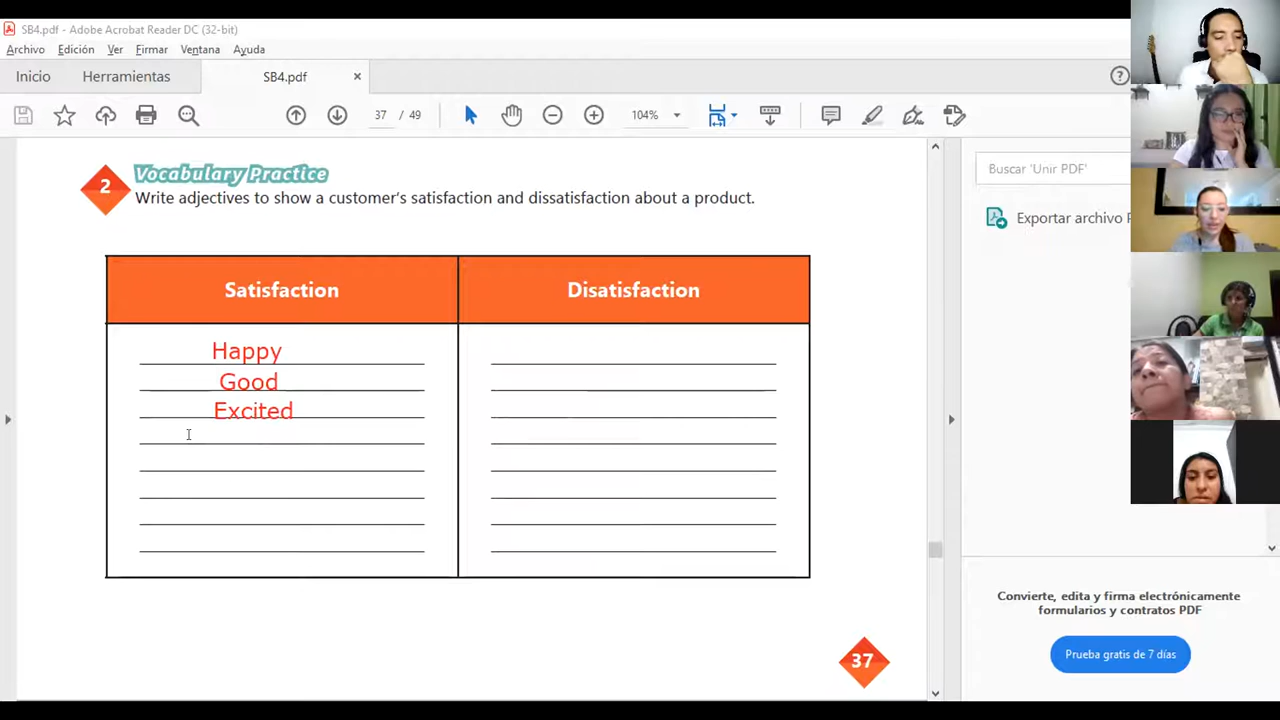 SB4.pdf - Adobe Acrobat Reader DC (32-bit)
Archivo Edición Ver Firmar Ventana Ayuda
Inicio Herramientas SB4.pdf ×
37 / 49 104%
Buscar 'Unir PDF'
Exportar archivo P
2 Vocabulary Practice
Write adjectives to show a customer's satisfaction and dissatisfaction about a product.
Satisfaction Disatisfaction
Happy
Good
Excited
37
Convierte, edita y firma electrónicamente
formularios y contratos PDF
Prueba gratis de 7 días